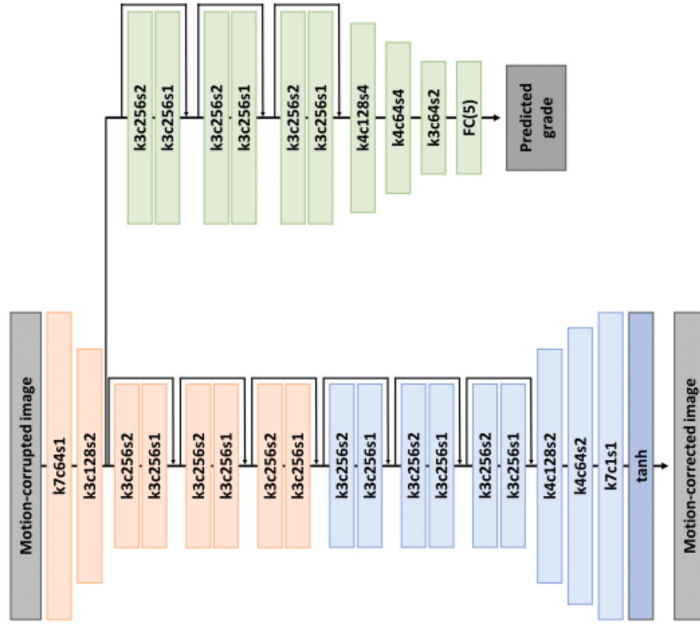 k3c256s2
k3c256s1
k3c256s2
k3c256s1
k3c256s2
k3c256s1
k4c128s4
k4c64s4
k3c64s2
FC(5)
Predicted
grade
Motion-corrupted image
k7c64s1
k3c128s2
k3c256s2
k3c256s1
k3c256s2
k3c256s1
k3c256s2
k3c256s1
k3c256s2
k3c256s1
k3c256s2
k3c256s1
k3c256s2
k3c256s1
k4c128s2
k4c64s2
k7c1s1
tanh
Motion-corrected image